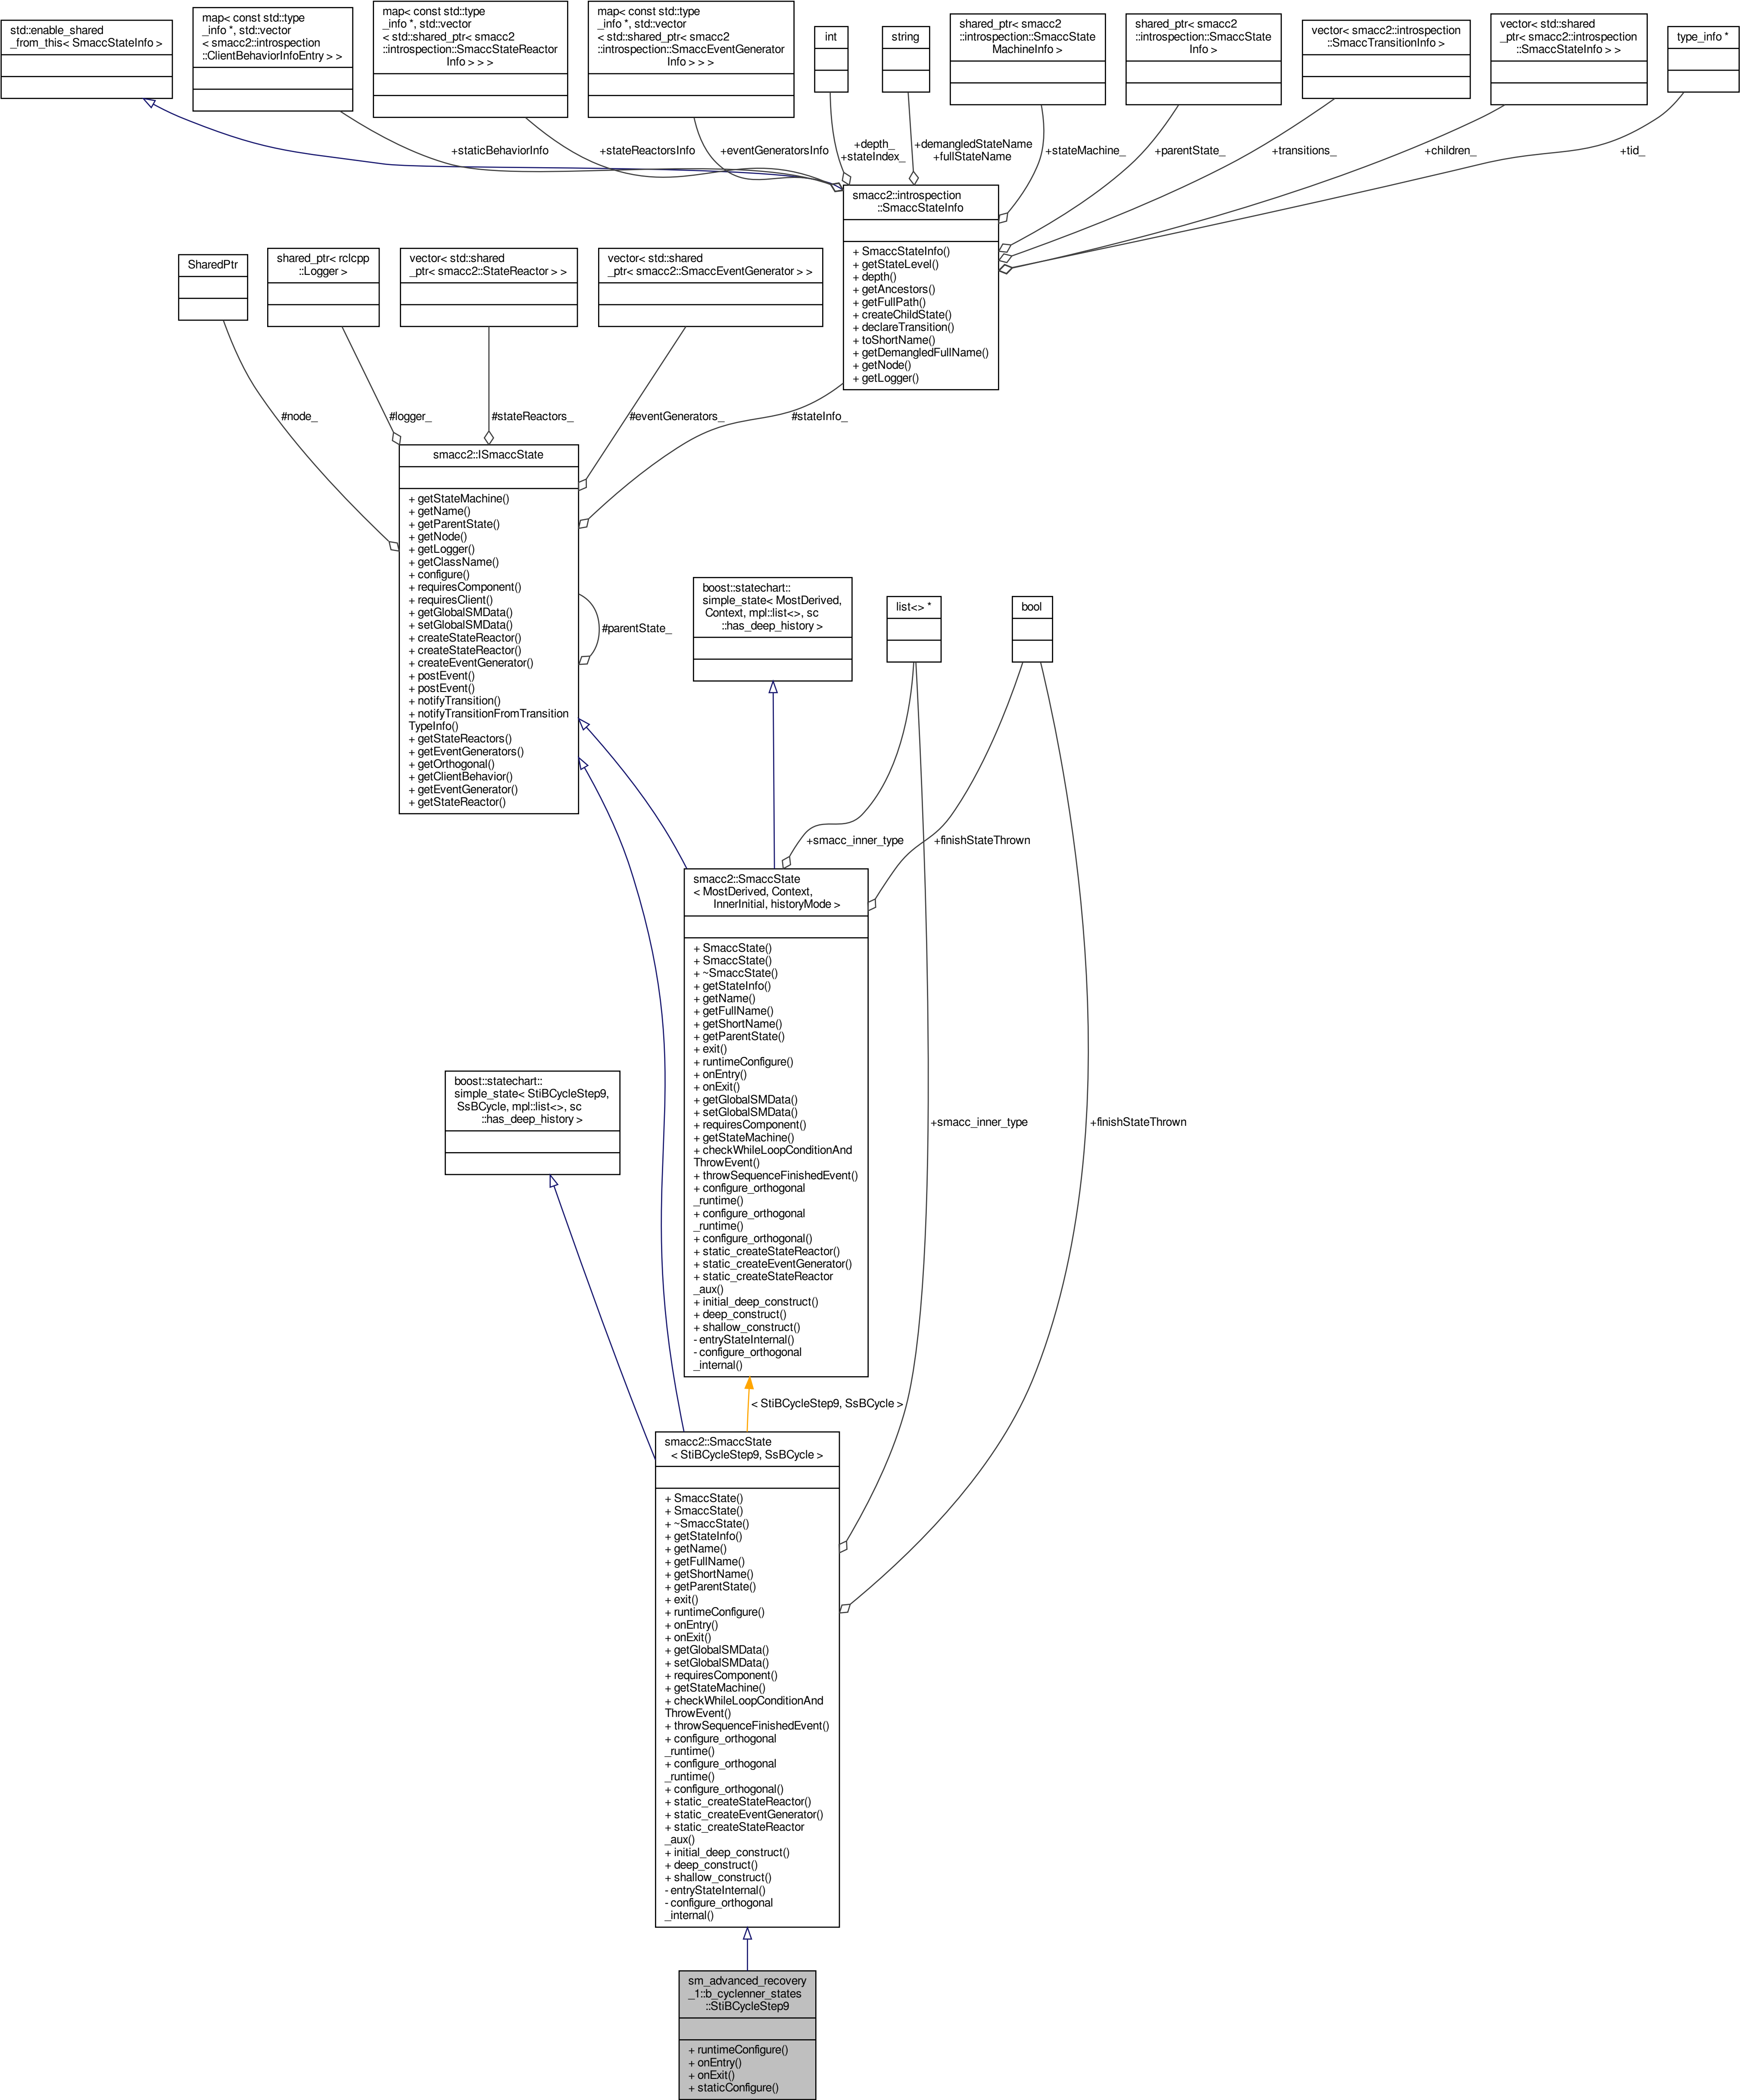 std::enable_shared
_from_this< SmaccStateInfo >
map< const std::type
_info *, std::vector
< smacc2::introspection
::ClientBehaviorInfoEntry > >
map< const std::type
_info *, std::vector
< std::shared_ptr< smacc2
::introspection::SmaccStateReactor
Info > > >
map< const std::type
_info *, std::vector
< std::shared_ptr< smacc2
::introspection::SmaccEventGenerator
Info > > >
int
string
shared_ptr< smacc2
::introspection::SmaccState
MachineInfo >
shared_ptr< smacc2
::introspection::SmaccState
Info >
vector< smacc2::introspection
::SmaccTransitionInfo >
vector< std::shared
_ptr< smacc2::introspection
::SmaccStateInfo > >
type_info *
+staticBehaviorInfo
+stateReactorsInfo
+eventGeneratorsInfo
+depth_
+stateIndex_
+demangledStateName
+fullStateName
+stateMachine_
+parentState_
+transitions_
+children_
+tid_
smacc2::introspection
::SmaccStateInfo
+ SmaccStateInfo()
+ getStateLevel()
+ depth()
+ getAncestors()
+ getFullPath()
+ createChildState()
+ declareTransition()
+ toShortName()
+ getDemangledFullName()
+ getNode()
+ getLogger()
SharedPtr
shared_ptr< rclcpp
::Logger >
vector< std::shared
_ptr< smacc2::StateReactor > >
vector< std::shared
_ptr< smacc2::SmaccEventGenerator > >
#node_
#logger_
#stateReactors_
#eventGenerators_
#stateInfo_
smacc2::ISmaccState
+ getStateMachine()
+ getName()
+ getParentState()
+ getNode()
+ getLogger()
+ getClassName()
+ configure()
+ requiresComponent()
+ requiresClient()
+ getGlobalSMData()
+ setGlobalSMData()
+ createStateReactor()
+ createStateReactor()
+ createEventGenerator()
+ postEvent()
+ postEvent()
+ notifyTransition()
+ notifyTransitionFromTransition
TypeInfo()
+ getStateReactors()
+ getEventGenerators()
+ getOrthogonal()
+ getClientBehavior()
+ getEventGenerator()
+ getStateReactor()
#parentState_
boost::statechart::
simple_state< MostDerived,
Context, mpl::list<>, sc
::has_deep_history >
list<> *
bool
+smacc_inner_type
+finishStateThrown
smacc2::SmaccState
< MostDerived, Context,
InnerInitial, historyMode >
+ SmaccState()
+ SmaccState()
+ ~SmaccState()
+ getStateInfo()
+ getName()
+ getFullName()
+ getShortName()
+ getParentState()
+ exit()
+ runtimeConfigure()
+ onEntry()
+ onExit()
+ getGlobalSMData()
+ setGlobalSMData()
+ requiresComponent()
+ getStateMachine()
+ checkWhileLoopConditionAnd
ThrowEvent()
+ throwSequenceFinishedEvent()
+ configure_orthogonal
_runtime()
+ configure_orthogonal
_runtime()
+ configure_orthogonal()
+ static_createStateReactor()
+ static_createEventGenerator()
+ static_createStateReactor
_aux()
+ initial_deep_construct()
+ deep_construct()
+ shallow_construct()
- entryStateInternal()
- configure_orthogonal
_internal()
boost::statechart::
simple_state< StiBCycleStep9,
SsBCycle, mpl::list<>, sc
::has_deep_history >
+smacc_inner_type
+finishStateThrown
< StiBCycleStep9, SsBCycle >
smacc2::SmaccState
< StiBCycleStep9, SsBCycle >
+ SmaccState()
+ SmaccState()
+ ~SmaccState()
+ getStateInfo()
+ getName()
+ getFullName()
+ getShortName()
+ getParentState()
+ exit()
+ runtimeConfigure()
+ onEntry()
+ onExit()
+ getGlobalSMData()
+ setGlobalSMData()
+ requiresComponent()
+ getStateMachine()
+ checkWhileLoopConditionAnd
ThrowEvent()
+ throwSequenceFinishedEvent()
+ configure_orthogonal
_runtime()
+ configure_orthogonal
_runtime()
+ configure_orthogonal()
+ static_createStateReactor()
+ static_createEventGenerator()
+ static_createStateReactor
_aux()
+ initial_deep_construct()
+ deep_construct()
+ shallow_construct()
- entryStateInternal()
- configure_orthogonal
_internal()
sm_advanced_recovery
_1::b_cyclenner_states
::StiBCycleStep9
+ runtimeConfigure()
+ onEntry()
+ onExit()
+ staticConfigure()